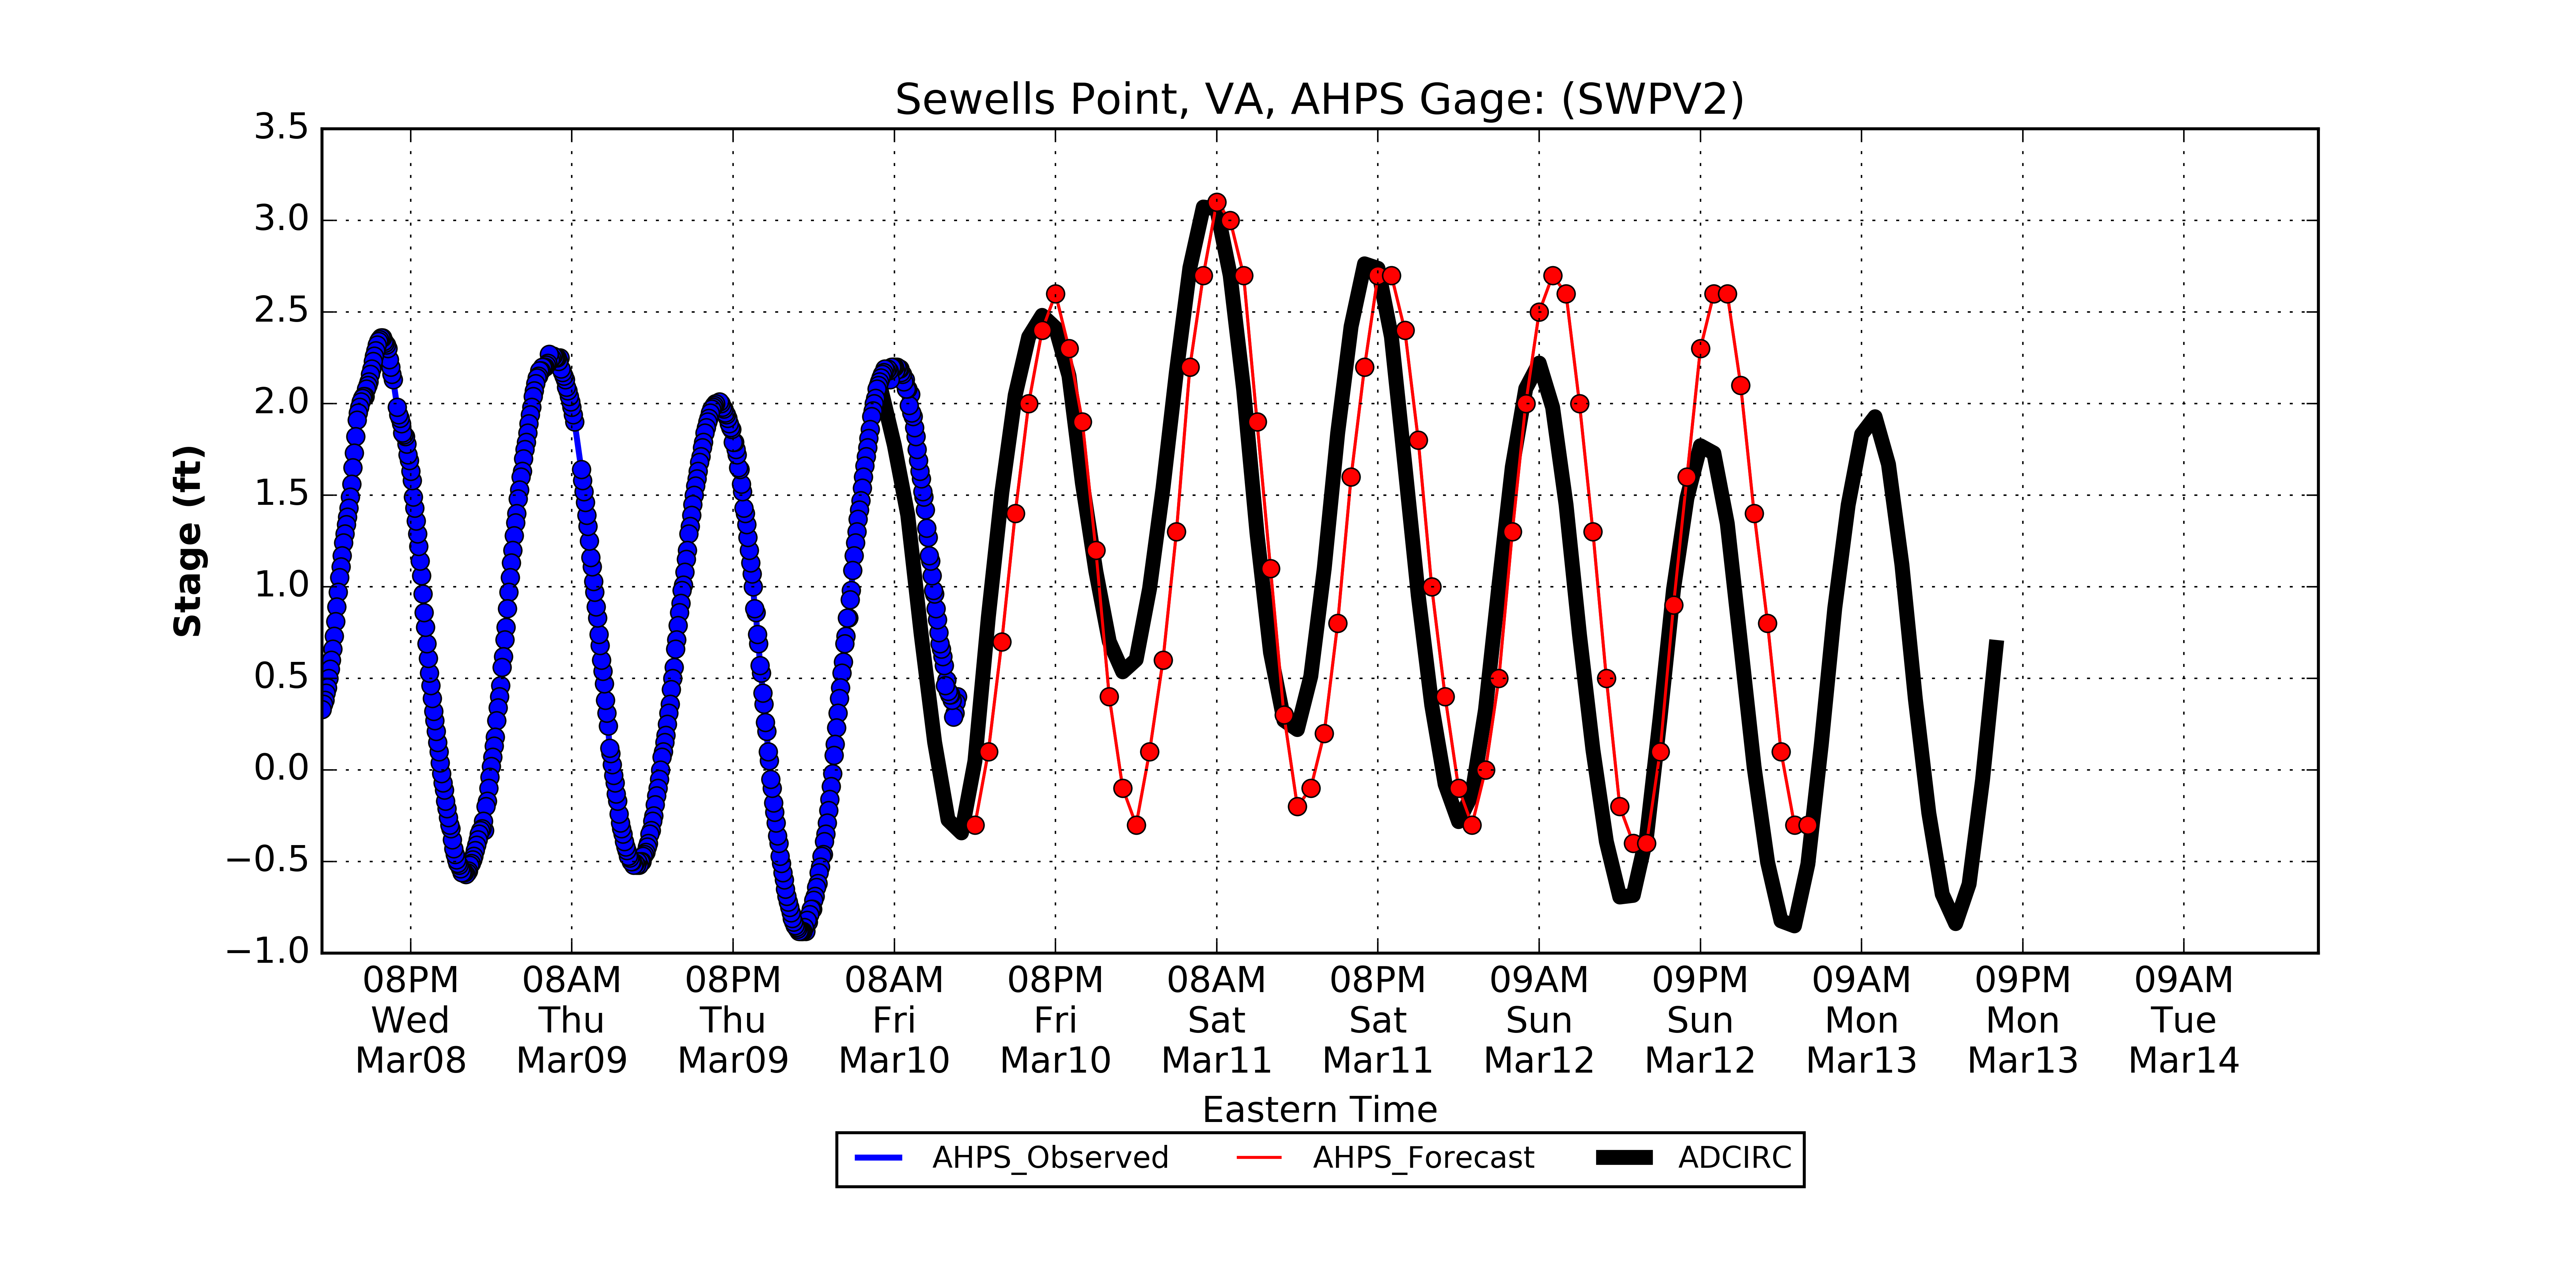 Sewells Point, VA, AHPS Gage: (SWPV2)
3.5
3.0
2.5
2.0
1.5
1.0
0.5
0.0
−0.5
−1.0
Stage (ft)
08PM 08AM 08PM 08AM 08PM 08AM 08PM 09AM 09PM 09AM 09PM 09AM
Wed Thu Thu Fri Fri Sat Sat Sun Sun Mon Mon Tue
Mar08 Mar09 Mar09 Mar10 Mar10 Mar11 Mar11 Mar12 Mar12 Mar13 Mar13 Mar14
Eastern Time
AHPS_Observed AHPS_Forecast ADCIRC